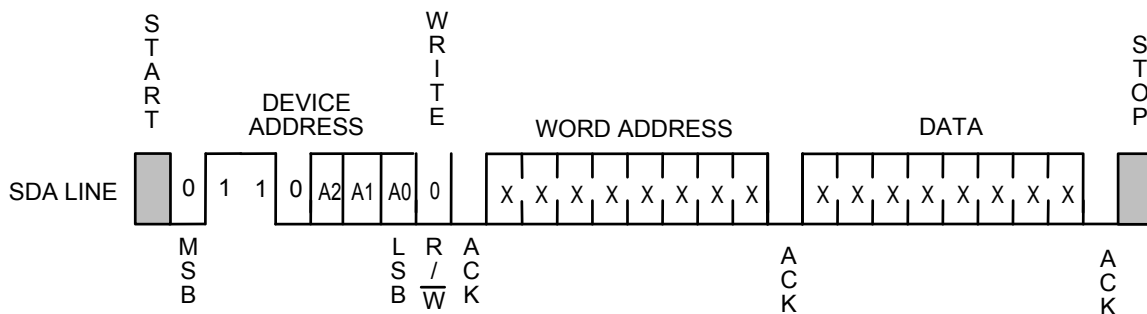 START
WRITE
STOP
DEVICE
ADDRESS
WORD ADDRESS
DATA
SDA LINE
0 1 1 0 A2 A1 A0 0 X X X X X X X X X X X X X X X X
MSB
LSB
R/W
ACK
ACK
ACK